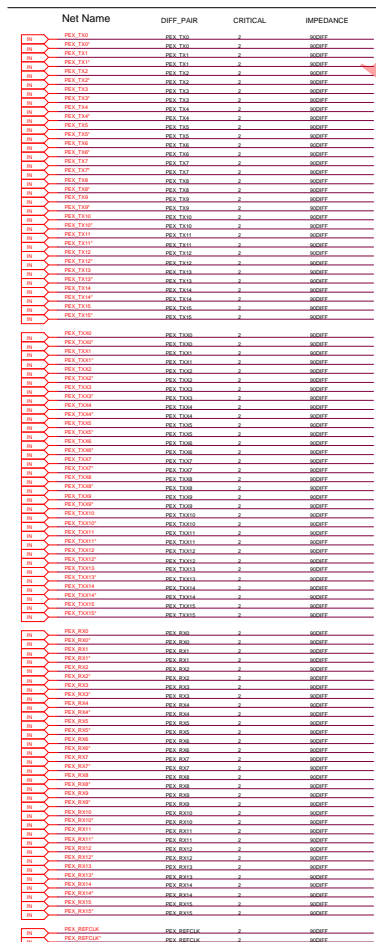 Net Name DIFF_PAIR CRITICAL IMPEDANCE
IN PEX_TX0 PEX_TX0 2 90DIFF
IN PEX_TX0* PEX_TX0 2 90DIFF
IN PEX_TX1 PEX_TX1 2 90DIFF
IN PEX_TX1* PEX_TX1 2 90DIFF
IN PEX_TX2 PEX_TX2 2 90DIFF
IN PEX_TX2* PEX_TX2 2 90DIFF
IN PEX_TX3 PEX_TX3 2 90DIFF
IN PEX_TX3* PEX_TX3 2 90DIFF
IN PEX_TX4 PEX_TX4 2 90DIFF
IN PEX_TX4* PEX_TX4 2 90DIFF
IN PEX_TX5 PEX_TX5 2 90DIFF
IN PEX_TX5* PEX_TX5 2 90DIFF
IN PEX_TX6 PEX_TX6 2 90DIFF
IN PEX_TX6* PEX_TX6 2 90DIFF
IN PEX_TX7 PEX_TX7 2 90DIFF
IN PEX_TX7* PEX_TX7 2 90DIFF
IN PEX_TX8 PEX_TX8 2 90DIFF
IN PEX_TX8* PEX_TX8 2 90DIFF
IN PEX_TX9 PEX_TX9 2 90DIFF
IN PEX_TX9* PEX_TX9 2 90DIFF
IN PEX_TX10 PEX_TX10 2 90DIFF
IN PEX_TX10* PEX_TX10 2 90DIFF
IN PEX_TX11 PEX_TX11 2 90DIFF
IN PEX_TX11* PEX_TX11 2 90DIFF
IN PEX_TX12 PEX_TX12 2 90DIFF
IN PEX_TX12* PEX_TX12 2 90DIFF
IN PEX_TX13 PEX_TX13 2 90DIFF
IN PEX_TX13* PEX_TX13 2 90DIFF
IN PEX_TX14 PEX_TX14 2 90DIFF
IN PEX_TX14* PEX_TX14 2 90DIFF
IN PEX_TX15 PEX_TX15 2 90DIFF
IN PEX_TX15* PEX_TX15 2 90DIFF
IN PEX_TXX0 PEX_TXX0 2 90DIFF
IN PEX_TXX0* PEX_TXX0 2 90DIFF
IN PEX_TXX1 PEX_TXX1 2 90DIFF
IN PEX_TXX1* PEX_TXX1 2 90DIFF
IN PEX_TXX2 PEX_TXX2 2 90DIFF
IN PEX_TXX2* PEX_TXX2 2 90DIFF
IN PEX_TXX3 PEX_TXX3 2 90DIFF
IN PEX_TXX3* PEX_TXX3 2 90DIFF
IN PEX_TXX4 PEX_TXX4 2 90DIFF
IN PEX_TXX4* PEX_TXX4 2 90DIFF
IN PEX_TXX5 PEX_TXX5 2 90DIFF
IN PEX_TXX5* PEX_TXX5 2 90DIFF
IN PEX_TXX6 PEX_TXX6 2 90DIFF
IN PEX_TXX6* PEX_TXX6 2 90DIFF
IN PEX_TXX7 PEX_TXX7 2 90DIFF
IN PEX_TXX7* PEX_TXX7 2 90DIFF
IN PEX_TXX8 PEX_TXX8 2 90DIFF
IN PEX_TXX8* PEX_TXX8 2 90DIFF
IN PEX_TXX9 PEX_TXX9 2 90DIFF
IN PEX_TXX9* PEX_TXX9 2 90DIFF
IN PEX_TXX10 PEX_TXX10 2 90DIFF
IN PEX_TXX10* PEX_TXX10 2 90DIFF
IN PEX_TXX11 PEX_TXX11 2 90DIFF
IN PEX_TXX11* PEX_TXX11 2 90DIFF
IN PEX_TXX12 PEX_TXX12 2 90DIFF
IN PEX_TXX12* PEX_TXX12 2 90DIFF
IN PEX_TXX13 PEX_TXX13 2 90DIFF
IN PEX_TXX13* PEX_TXX13 2 90DIFF
IN PEX_TXX14 PEX_TXX14 2 90DIFF
IN PEX_TXX14* PEX_TXX14 2 90DIFF
IN PEX_TXX15 PEX_TXX15 2 90DIFF
IN PEX_TXX15* PEX_TXX15 2 90DIFF
IN PEX_RX0 PEX_RX0 2 90DIFF
IN PEX_RX0* PEX_RX0 2 90DIFF
IN PEX_RX1 PEX_RX1 2 90DIFF
IN PEX_RX1* PEX_RX1 2 90DIFF
IN PEX_RX2 PEX_RX2 2 90DIFF
IN PEX_RX2* PEX_RX2 2 90DIFF
IN PEX_RX3 PEX_RX3 2 90DIFF
IN PEX_RX3* PEX_RX3 2 90DIFF
IN PEX_RX4 PEX_RX4 2 90DIFF
IN PEX_RX4* PEX_RX4 2 90DIFF
IN PEX_RX5 PEX_RX5 2 90DIFF
IN PEX_RX5* PEX_RX5 2 90DIFF
IN PEX_RX6 PEX_RX6 2 90DIFF
IN PEX_RX6* PEX_RX6 2 90DIFF
IN PEX_RX7 PEX_RX7 2 90DIFF
IN PEX_RX7* PEX_RX7 2 90DIFF
IN PEX_RX8 PEX_RX8 2 90DIFF
IN PEX_RX8* PEX_RX8 2 90DIFF
IN PEX_RX9 PEX_RX9 2 90DIFF
IN PEX_RX9* PEX_RX9 2 90DIFF
IN PEX_RX10 PEX_RX10 2 90DIFF
IN PEX_RX10* PEX_RX10 2 90DIFF
IN PEX_RX11 PEX_RX11 2 90DIFF
IN PEX_RX11* PEX_RX11 2 90DIFF
IN PEX_RX12 PEX_RX12 2 90DIFF
IN PEX_RX12* PEX_RX12 2 90DIFF
IN PEX_RX13 PEX_RX13 2 90DIFF
IN PEX_RX13* PEX_RX13 2 90DIFF
IN PEX_RX14 PEX_RX14 2 90DIFF
IN PEX_RX14* PEX_RX14 2 90DIFF
IN PEX_RX15 PEX_RX15 2 90DIFF
IN PEX_RX15* PEX_RX15 2 90DIFF
IN PEX_REFCLK PEX_REFCLK 2 90DIFF
IN PEX_REFCLK* PEX_REFCLK 2 90DIFF